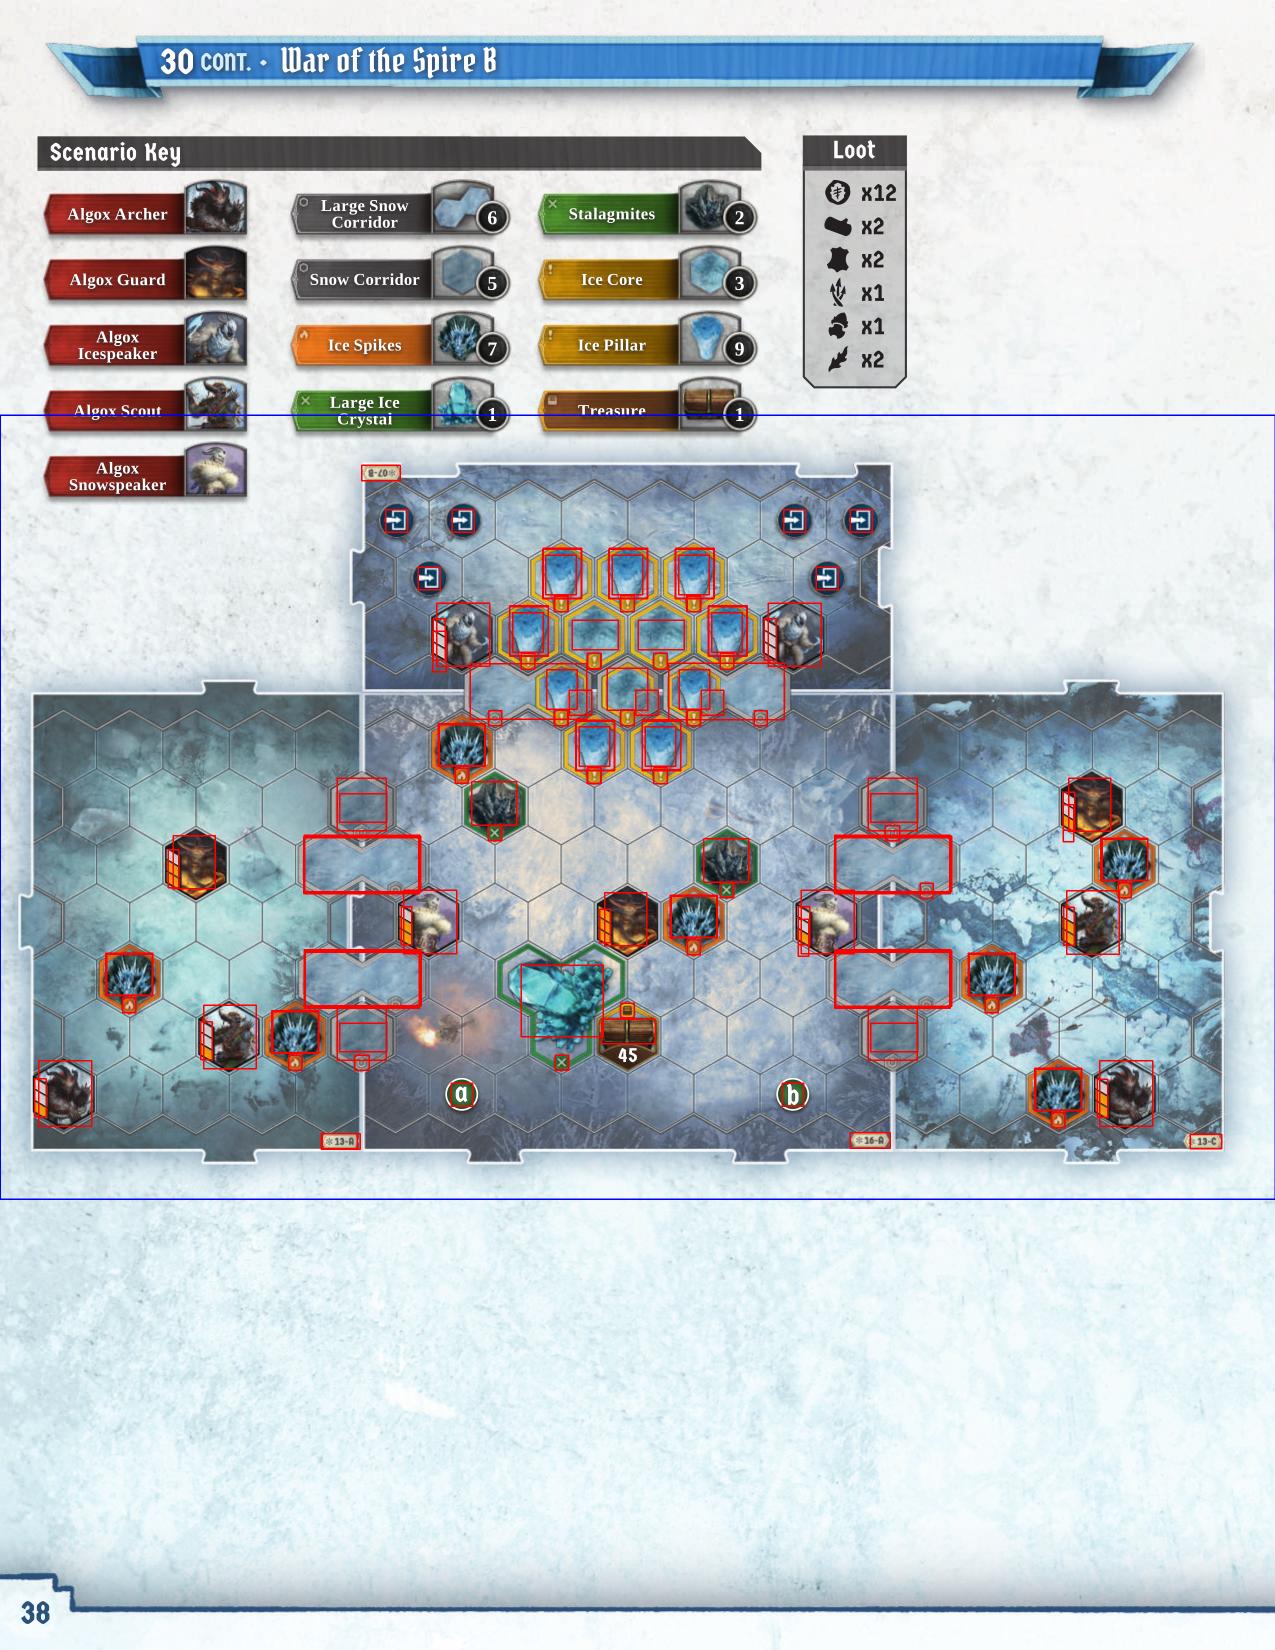 30 CONT. • War of the Spire B
Scenario Key
Loot
Algox Archer
Large Snow
Corridor
6
Stalagmites
2
x12
Algox Guard
Snow Corridor
5
Ice Core
3
x2
x2
Algox
Icespeaker
Ice Spikes
7
Ice Pillar
9
x1
x1
x2
Algox Scout
Large Ice
Crystal
1
Treasure
1
Algox
Snowspeaker
07-B
45
a
b
13-A
16-A
13-C
38